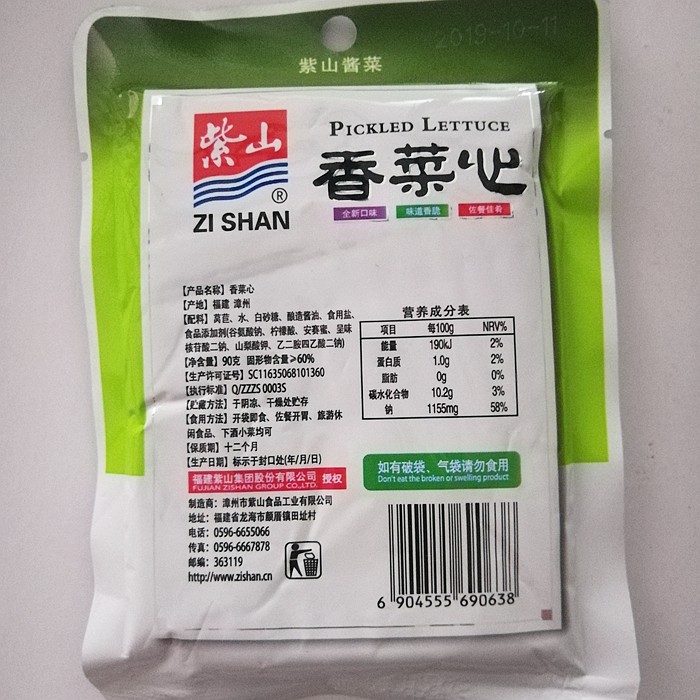 2019-10-11
紫山酱菜
紫山
®
ZI SHAN
PICKLED LETTUCE
香菜心
全新口味 味道香脆 佐餐佳肴
【产品名称】香菜心
【产地】福建 漳州
【配料】莴苣、水、白砂糖、酿造酱油、食用盐、
食品添加剂(谷氨酸钠、柠檬酸、安赛蜜、呈味
核苷酸二钠、山梨酸钾、乙二胺四乙酸二钠)
【净含量】90克 固形物含量≥60%
【生产许可证号】SC11635068101360
【执行标准】Q/ZZZS 0003S
【贮藏方法】于阴凉、干燥处贮存
【食用方法】开袋即食、佐餐开胃、旅游休
闲食品、下酒小菜均可
【保质期】十二个月
【生产日期】标示于封口处(年/月/日)
福建紫山集团股份有限公司 授权
FUJIAN ZISHAN GROUP CO.,LTD.
制造商：漳州市紫山食品工业有限公司
地址：福建省龙海市颜厝镇田址村
电话：0596-6655066
传真：0596-6667878
邮编：363119
http://www.zishan.cn
营养成分表
项目 每100g NRV%
能量 190kJ 2%
蛋白质 1.0g 2%
脂肪 0g 0%
碳水化合物 10.2g 3%
钠 1155mg 58%
如有破袋、气袋请勿食用
Don't eat the broken or swelling product
6 904555 690638